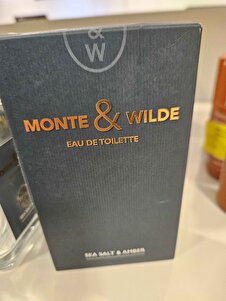 & W
MONTE & WILDE
EAU DE TOILETTE
SEA SALT & AMBER